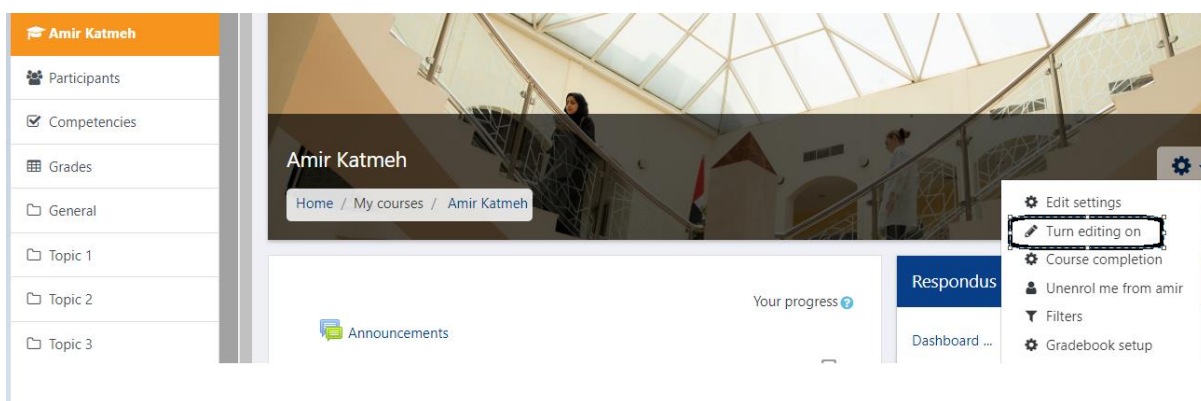 Amir Katmeh
Participants
Competencies
Grades
General
Topic 1
Topic 2
Topic 3
Amir Katmeh
Home / My courses / Amir Katmeh
Your progress
Announcements
Respondus
Dashboard ...
Edit settings
Turn editing on
Course completion
Unenrol me from amir
Filters
Gradebook setup